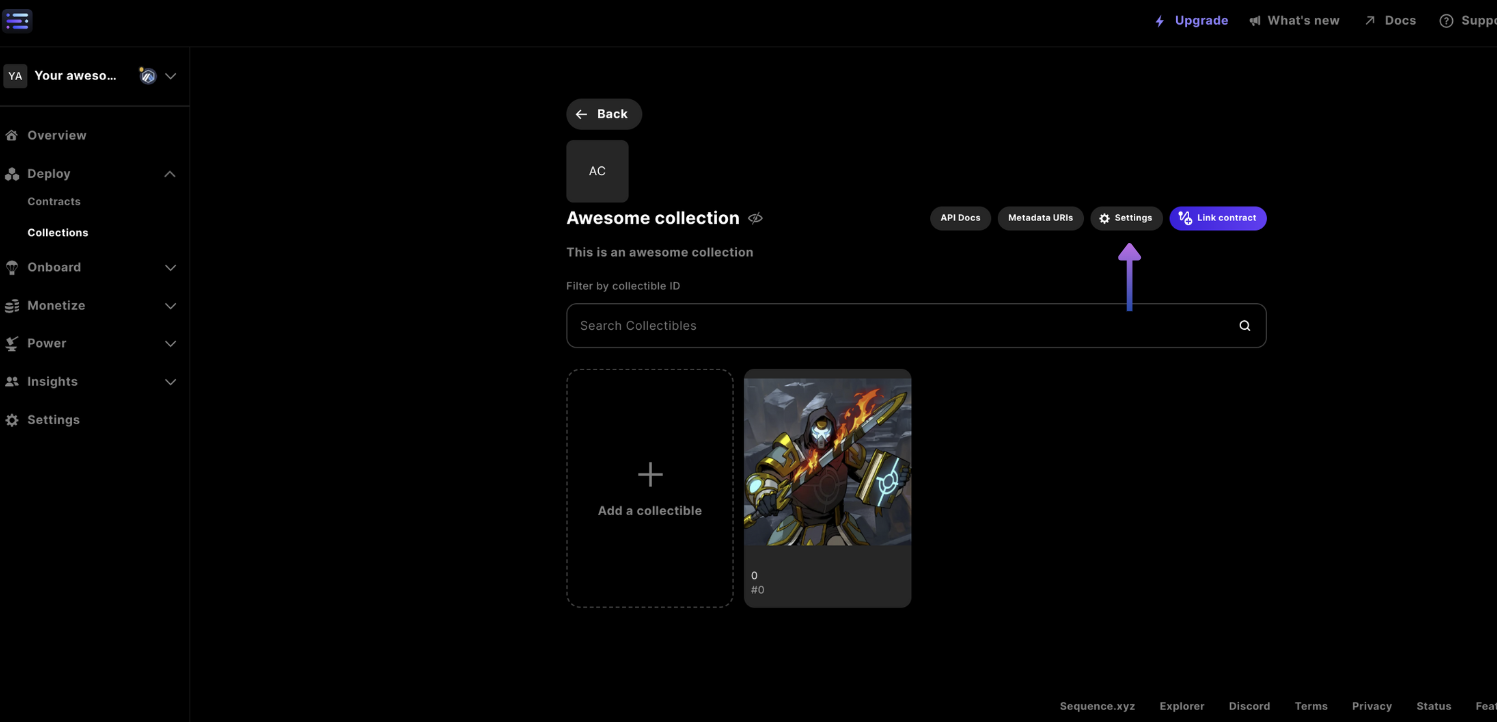 Upgrade What's new Docs ? Suppo
YA Your aweso...
Overview
Deploy
Contracts
Collections
Onboard
Monetize
Power
Insights
Settings
Back
AC
Awesome collection
API Docs Metadata URIs Settings Link contract
This is an awesome collection
Filter by collectible ID
Search Collectibles
Add a collectible
0
#0
Sequence.xyz Explorer Discord Terms Privacy Status Feat